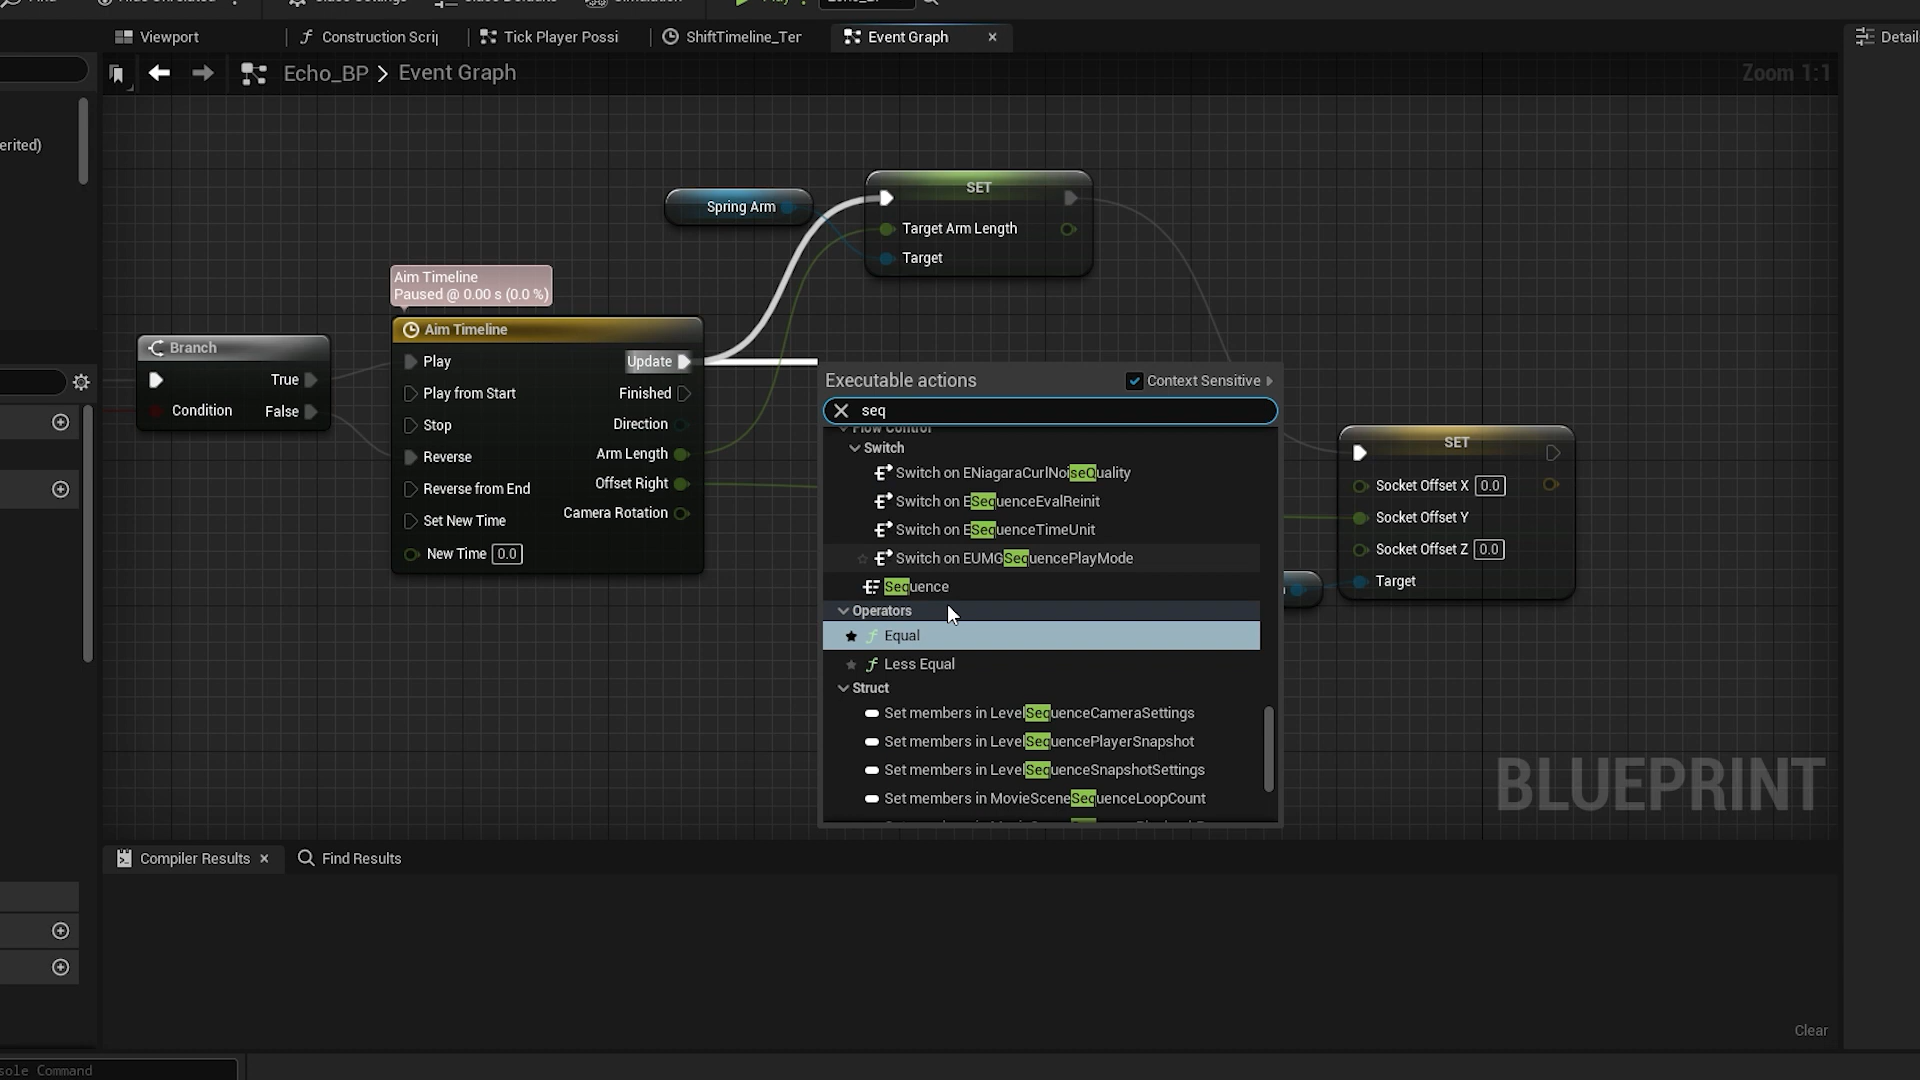 Viewport
Construction Scrip
Tick Player Possi
ShiftTimeline_Ter
Event Graph
Detail
Echo_BP > Event Graph
Zoom 1:1
erited)
Spring Arm
SET
Target Arm Length
Target
Aim Timeline
Paused @ 0.00 s (0.0 %)
Aim Timeline
Play
Update
Play from Start
Finished
Stop
Direction
Reverse
Arm Length
Reverse from End
Offset Right
Set New Time
Camera Rotation
New Time 0.0
Branch
True
Condition
False
Executable actions
Context Sensitive
seq
Flow Control
Switch
Switch on ENiagaraCurlNoiseQuality
Switch on ESequenceEvalReinit
Switch on ESequenceTimeUnit
Switch on EUMGSequencePlayMode
Sequence
Operators
Equal
Less Equal
Struct
Set members in LevelSequenceCameraSettings
Set members in LevelSequencePlayerSnapshot
Set members in LevelSequenceSnapshotSettings
Set members in MovieSceneSequenceLoopCount
SET
Socket Offset X 0.0
Socket Offset Y
Socket Offset Z 0.0
Target
BLUEPRINT
Compiler Results
Find Results
Clear
sole Command